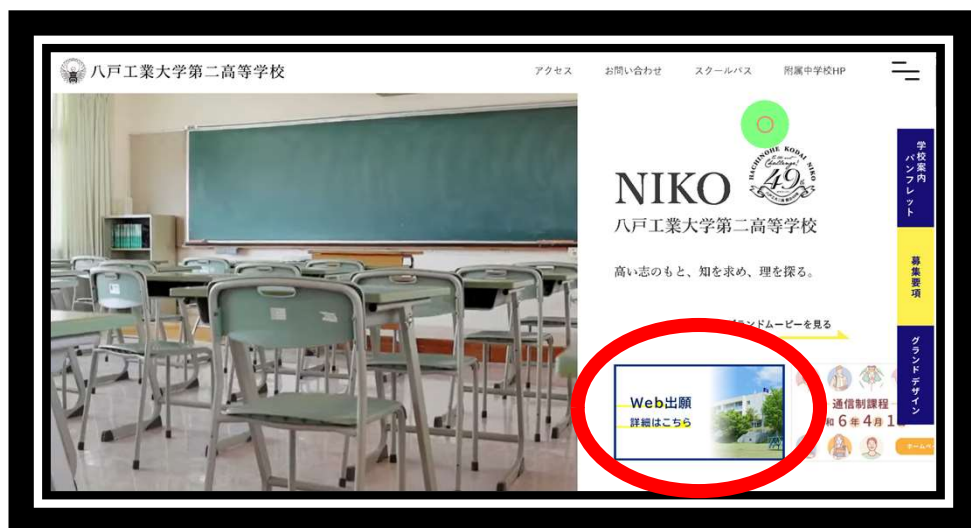 八戸工業大学第二高等学校
アクセス
お問い合わせ
スクールバス
附属中学校HP
HACHINOHE KODAI NIKO
Challenge!
49th
NIKO
八戸工業大学第二高等学校
高い志のもと、知を求め、理を探る。
ランドムービーを見る
Web出願
詳細はこちら
通信制課程
和6年4月1
学校案内
パンフレット
募集要項
グランドデザイン